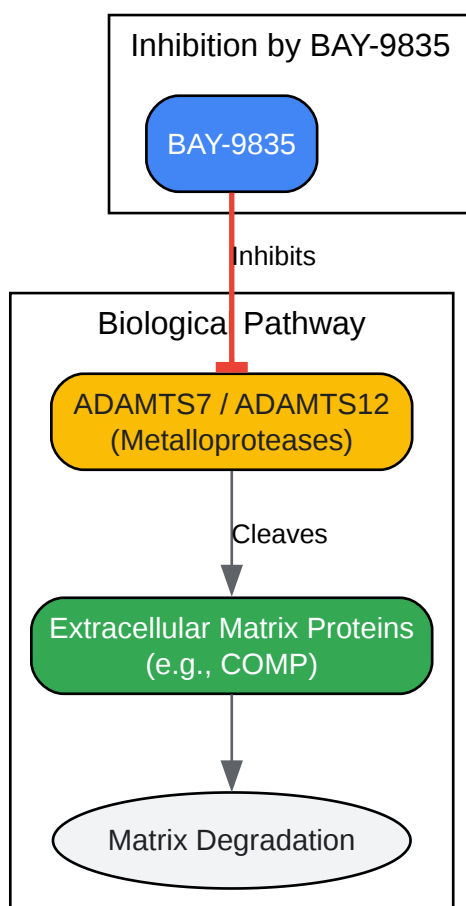 Inhibition by BAY-9835
BAY-9835
Inhibits
Biological Pathway
ADAMTS7 / ADAMTS12
(Metalloproteases)
Cleaves
Extracellular Matrix Proteins
(e.g., COMP)
Matrix Degradation